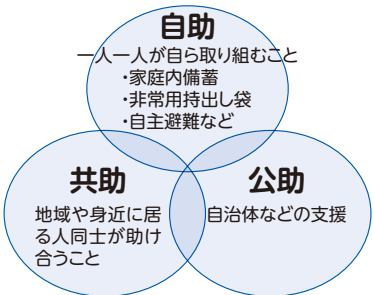 自助
一人一人が自ら取り組むこと
・家庭内備蓄
・非常用持出し袋
・自主避難など
共助
地域や身近に居
る人同士が助け
合うこと
公助
自治体などの支援